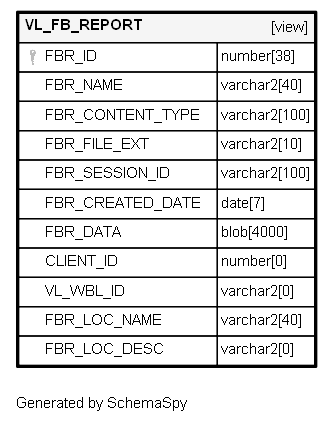 VL_FB_REPORT [view]
FBR_ID number[38]
FBR_NAME varchar2[40]
FBR_CONTENT_TYPE varchar2[100]
FBR_FILE_EXT varchar2[10]
FBR_SESSION_ID varchar2[100]
FBR_CREATED_DATE date[7]
FBR_DATA blob[4000]
CLIENT_ID number[0]
VL_WBL_ID varchar2[0]
FBR_LOC_NAME varchar2[40]
FBR_LOC_DESC varchar2[0]
Generated by SchemaSpy